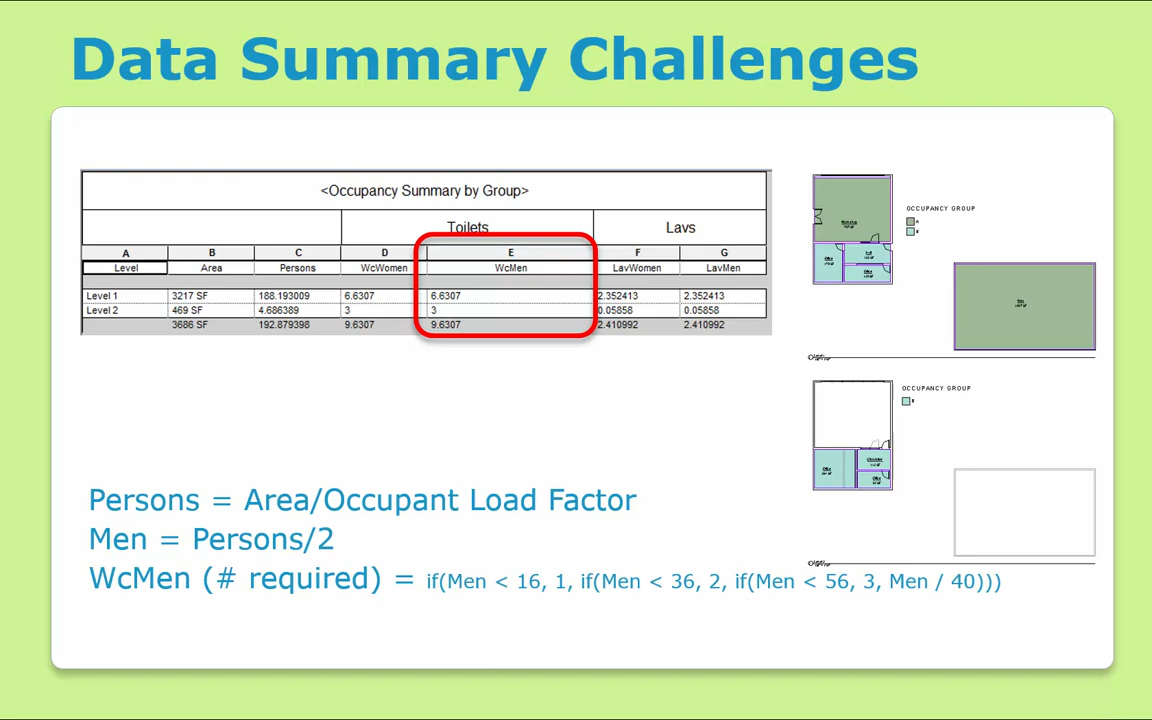 Data Summary Challenges
<Occupancy Summary by Group>
Toilets Lavs
A B C D E F G
Level Area Persons WcWomen WcMen LavWomen LavMen
Level 1 3217 SF 188.193009 6.6307 6.6307 2.352413 2.352413
Level 2 469 SF 4.686389 3 3 0.05858 0.05858
3686 SF 192.879398 9.6307 9.6307 2.410992 2.410992
OCCUPANCY GROUP
OCCUPANCY GROUP
Persons = Area/Occupant Load Factor
Men = Persons/2
WcMen (# required) = if(Men < 16, 1, if(Men < 36, 2, if(Men < 56, 3, Men / 40)))